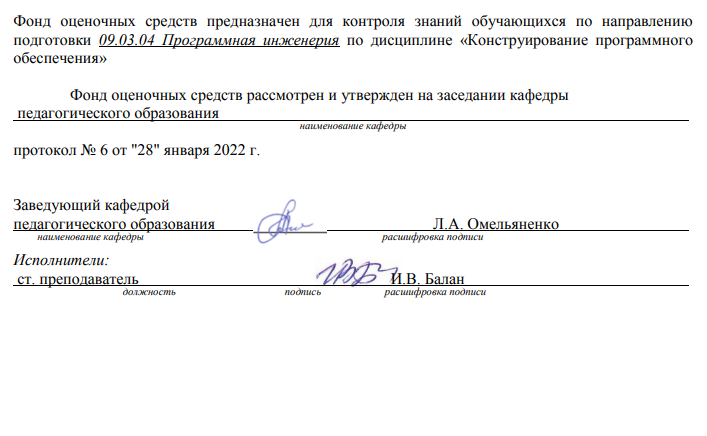 Фонд оценочных средств предназначен для контроля знаний обучающихся по направлению
подготовки 09.03.04 Программная инженерия по дисциплине «Конструирование программного
обеспечения»
Фонд оценочных средств рассмотрен и утвержден на заседании кафедры
педагогического образования
наименование кафедры
протокол № 6 от "28" января 2022 г.
Заведующий кафедрой
педагогического образования Л.А. Омельяненко
наименование кафедры расшифровка подписи
Исполнители:
ст. преподаватель И.В. Балан
должность подпись расшифровка подписи